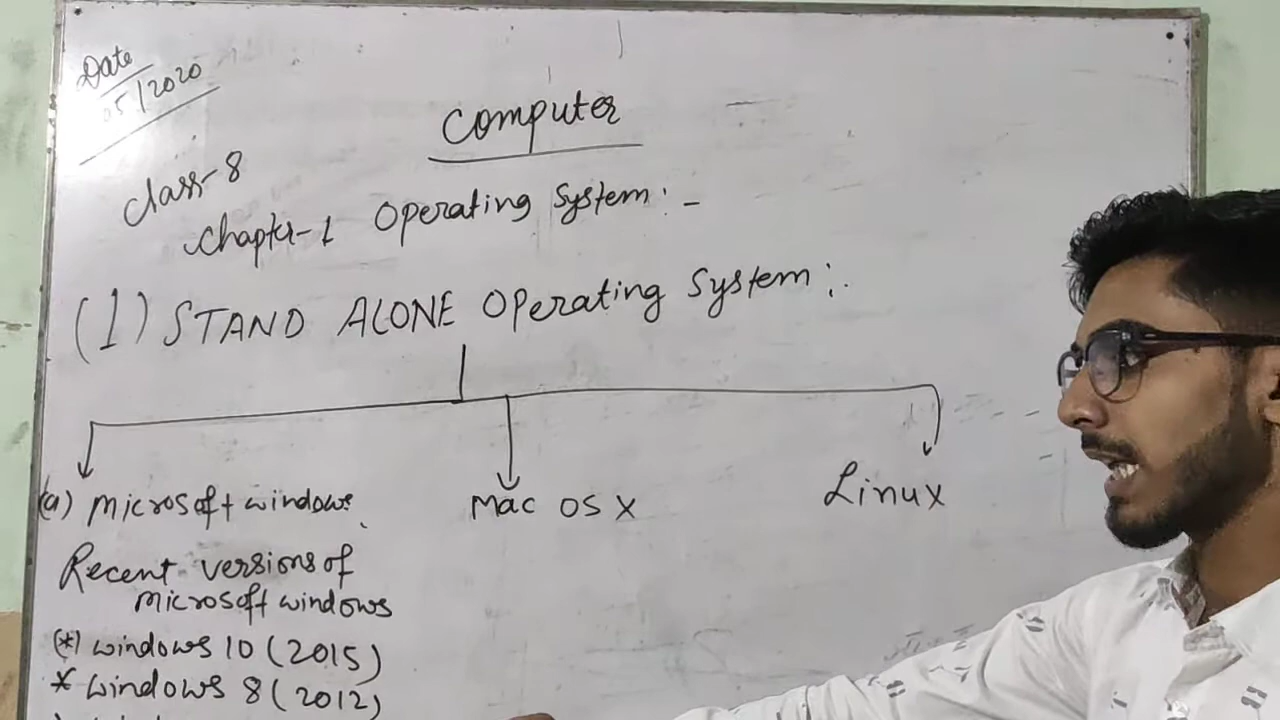 Date
05/2020
Computer
Class-8
Chapter-1 Operating System:-
(1) STAND ALONE Operating System:.
(a) Microsoft windows.
Mac OS X
Linux
Recent versions of
microsoft windows
(*) windows 10 (2015)
* windows 8 (2012)